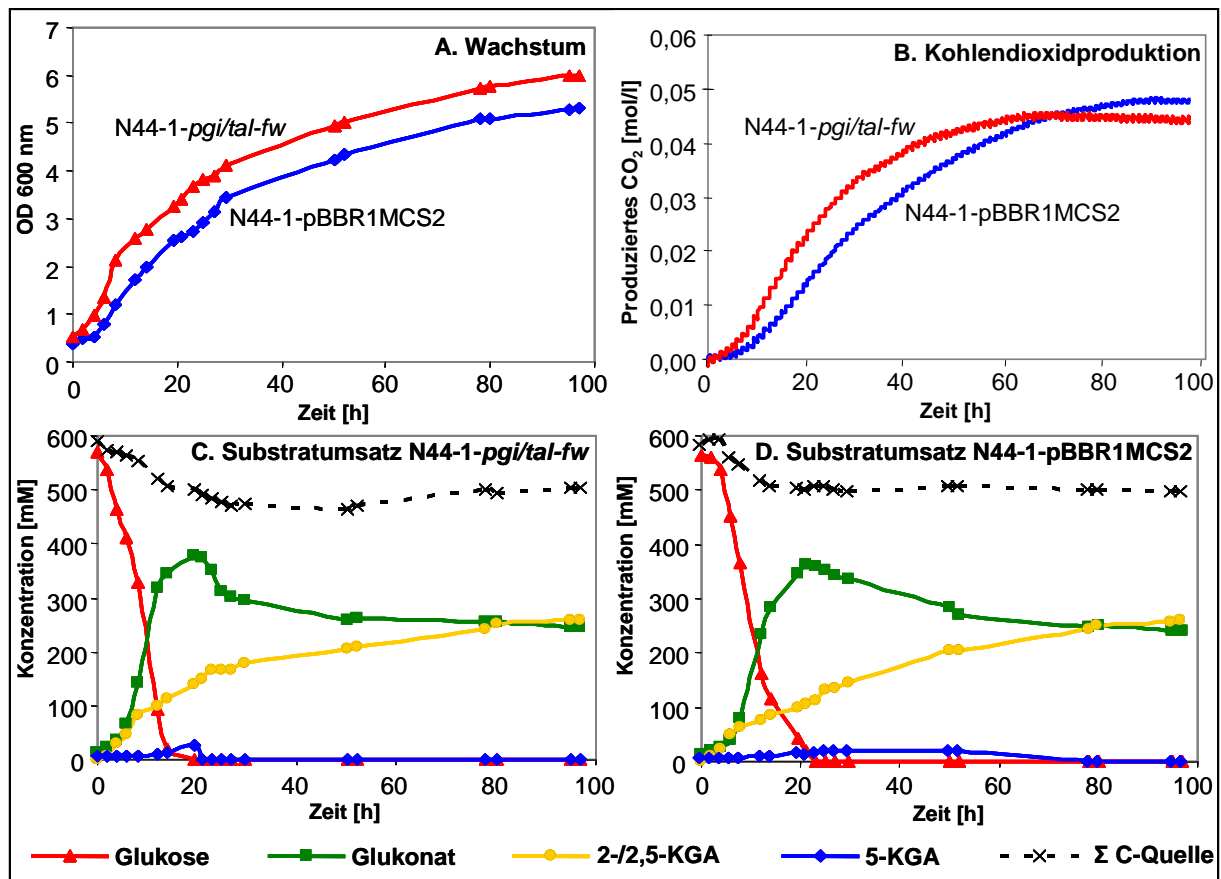 A. Wachstum
OD 600 nm
7
6
5
4
3
2
1
0
N44-1-pgi/tal-fw
N44-1-pBBR1MCS2
0 20 40 60 80 100
Zeit [h]
B. Kohlendioxidproduktion
Produziertes CO2 [mol/l]
0,06
0,05
0,04
0,03
0,02
0,01
0,00
N44-1-pgi/tal-fw
N44-1-pBBR1MCS2
0 20 40 60 80 100
Zeit [h]
C. Substratumsatz N44-1-pgi/tal-fw
Konzentration [mM]
600
500
400
300
200
100
0
0 20 40 60 80 100
Zeit [h]
D. Substratumsatz N44-1-pBBR1MCS2
Konzentration [mM]
600
500
400
300
200
100
0
0 20 40 60 80 100
Zeit [h]
Glukose Glukonat 2-/2,5-KGA 5-KGA Σ C-Quelle